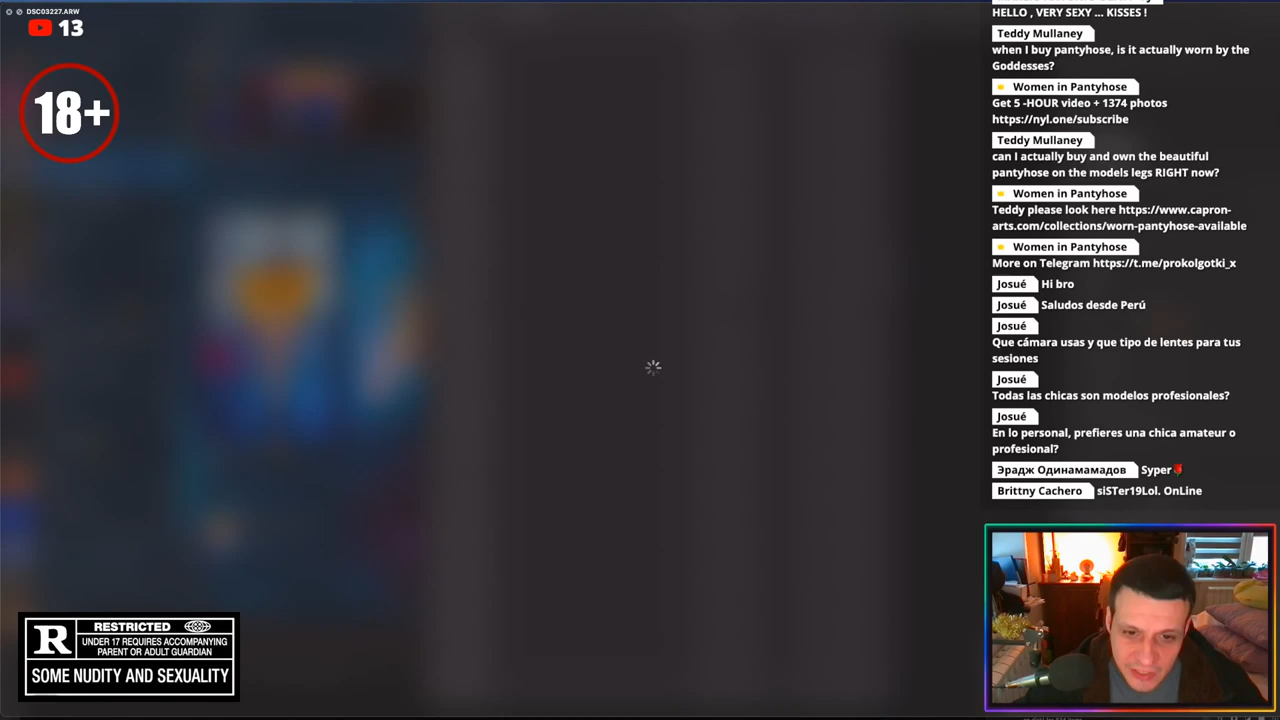 DSC03227.ARW
13
18+
HELLO , VERY SEXY ... KISSES !
Teddy Mullaney
when I buy pantyhose, is it actually worn by the
Goddesses?
Women in Pantyhose
Get 5 -HOUR video + 1374 photos
https://nyl.one/subscribe
Teddy Mullaney
can I actually buy and own the beautiful
pantyhose on the models legs RIGHT now?
Women in Pantyhose
Teddy please look here https://www.capron-
arts.com/collections/worn-pantyhose-available
Women in Pantyhose
More on Telegram https://t.me/prokolgotki_x
Josué Hi bro
Josué Saludos desde Perú
Josué
Que cámara usas y que tipo de lentes para tus
sesiones
Josué
Todas las chicas son modelos profesionales?
Josué
En lo personal, prefieres una chica amateur o
profesional?
Эрадж Одинамамадов Syper🌹
Brittny Cachero siSTer19Lol. OnLine
R
RESTRICTED
UNDER 17 REQUIRES ACCOMPANYING
PARENT OR ADULT GUARDIAN
SOME NUDITY AND SEXUALITY